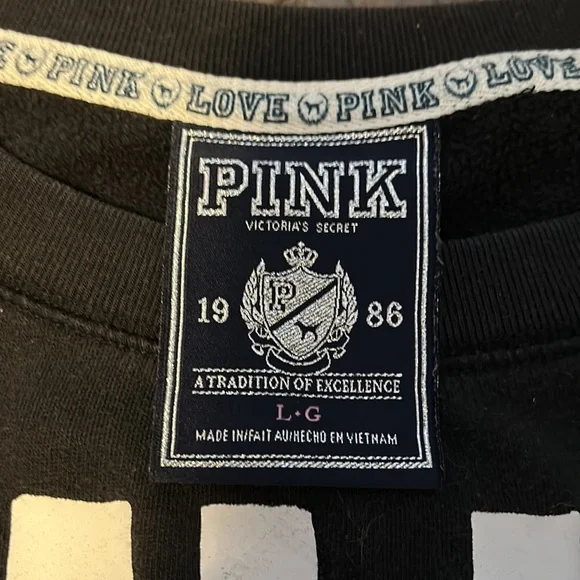 LOVE PINK LOVE PINK LOVE
PINK
VICTORIA'S SECRET
P
19 86
A TRADITION OF EXCELLENCE
L·G
MADE IN/FAIT AU/HECHO EN VIETNAM